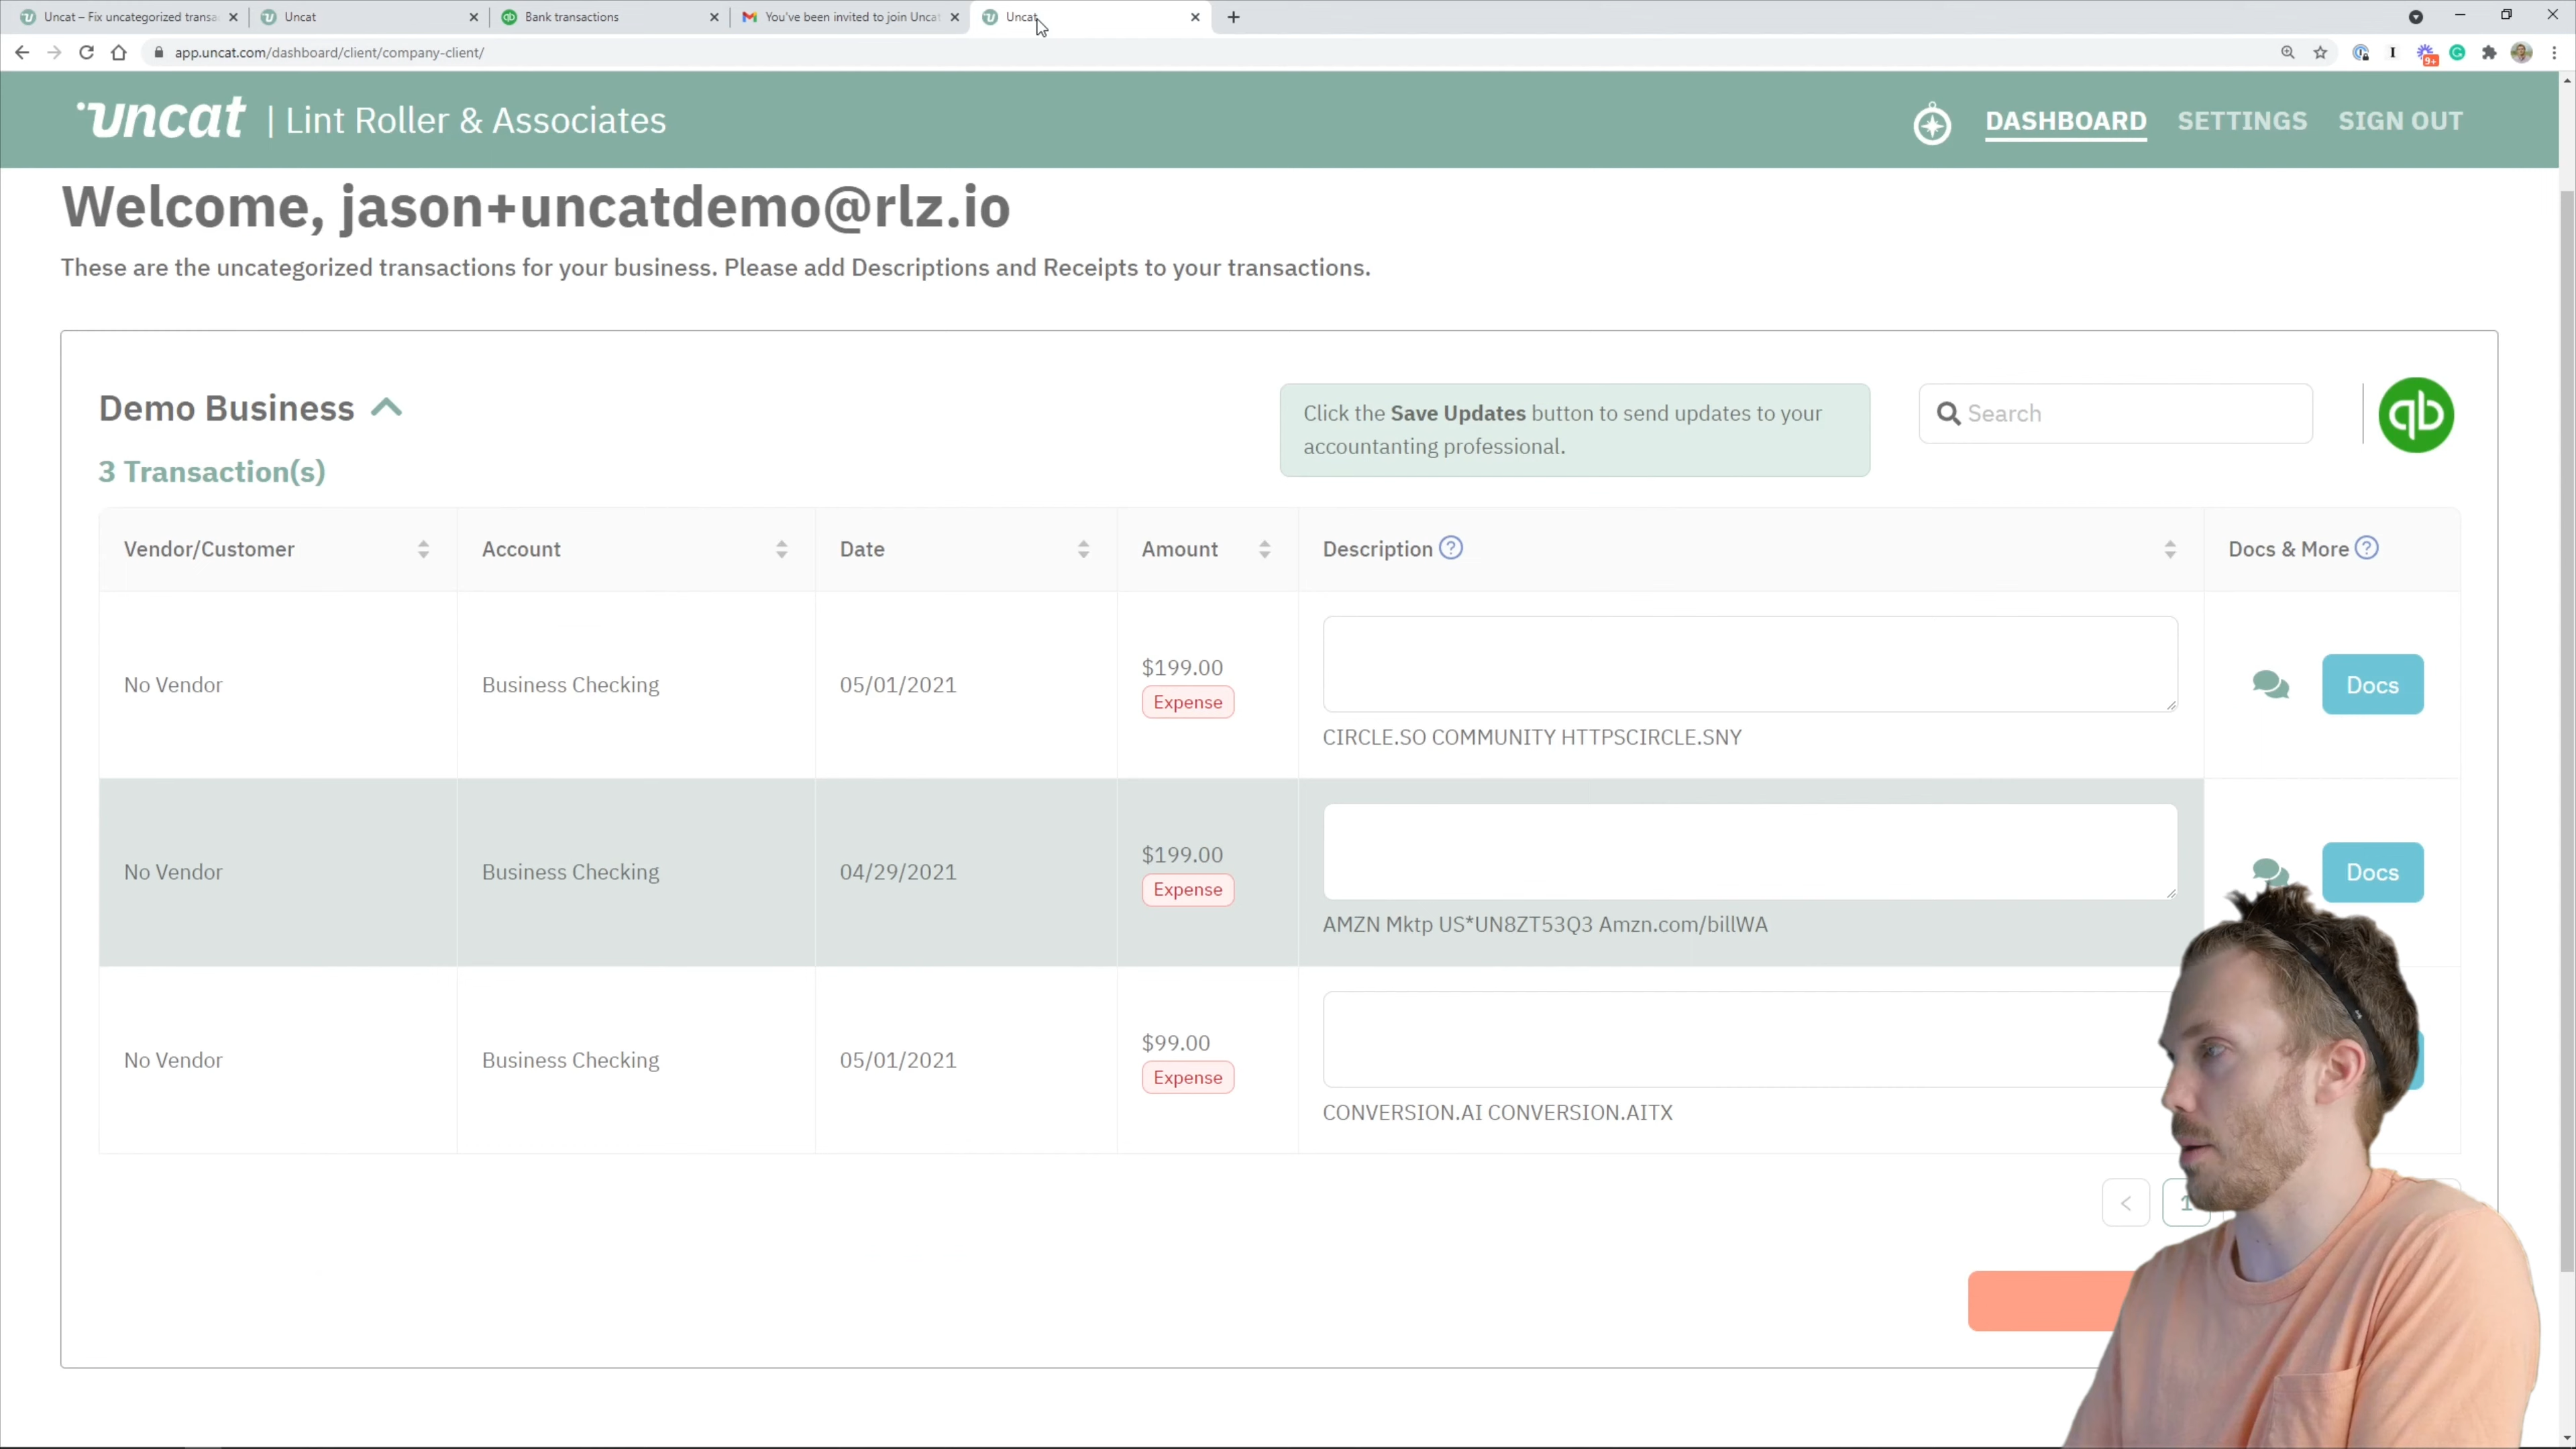 Uncat – Fix uncategorized transa
Uncat
Bank transactions
You've been invited to join Uncat
Uncat
app.uncat.com/dashboard/client/company-client/
9+
uncat | Lint Roller & Associates
DASHBOARD SETTINGS SIGN OUT
Welcome, jason+uncatdemo@rlz.io
These are the uncategorized transactions for your business. Please add Descriptions and Receipts to your transactions.
Demo Business
Click the Save Updates button to send updates to your
accountanting professional.
Search
qb
3 Transaction(s)
Vendor/Customer Account Date Amount Description ? Docs & More ?
No Vendor Business Checking 05/01/2021 $199.00 Docs
Expense
CIRCLE.SO COMMUNITY HTTPSCIRCLE.SNY
No Vendor Business Checking 04/29/2021 $199.00 Docs
Expense
AMZN Mktp US*UN8ZT53Q3 Amzn.com/billWA
No Vendor Business Checking 05/01/2021 $99.00
Expense
CONVERSION.AI CONVERSION.AITX
< 1